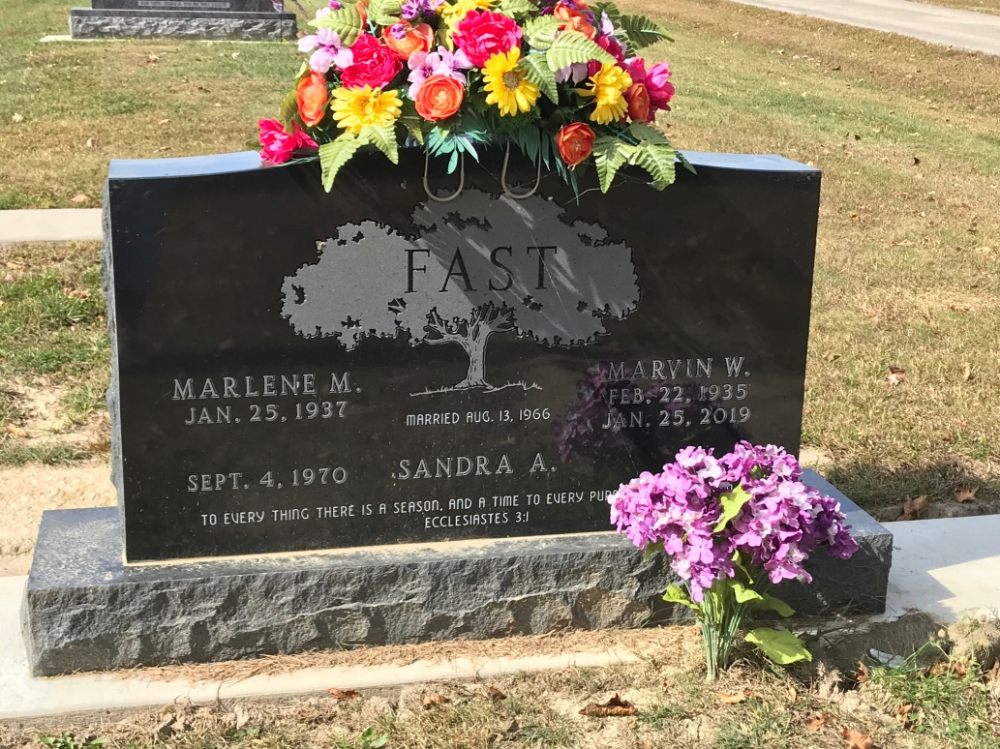 FAST
MARLENE M.
JAN. 25, 1937
MARRIED AUG. 13, 1966
MARVIN W.
FEB. 22, 1935
JAN. 25, 2019
SEPT. 4, 1970
SANDRA A.
TO EVERY THING THERE IS A SEASON, AND A TIME TO EVERY
ECCLESIASTES 3:1